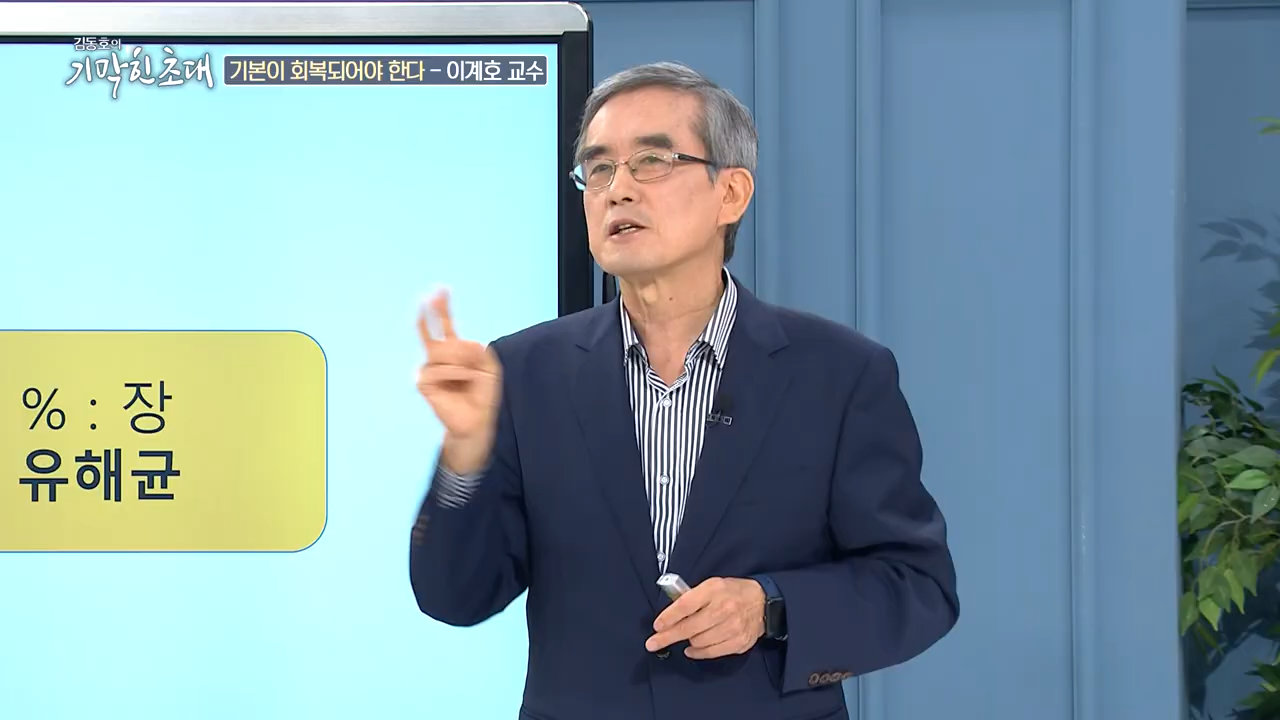 김동호의
기막힌 초대
기본이 회복되어야 한다 – 이계호 교수
% : 장
유해균